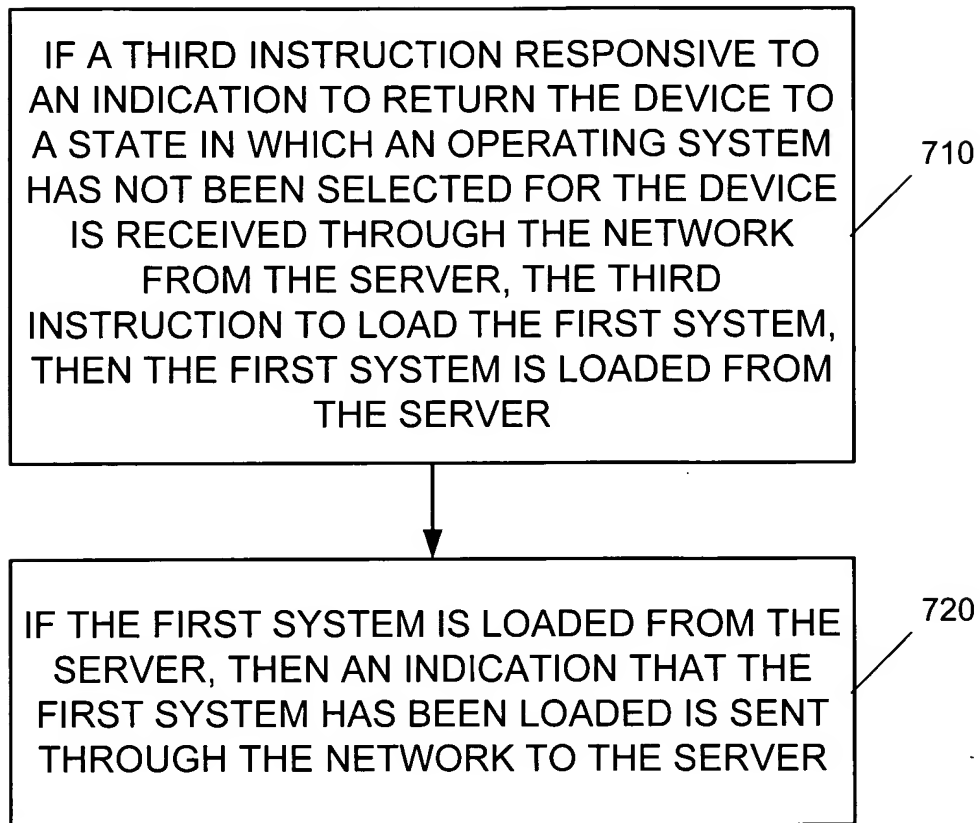 IF A THIRD INSTRUCTION RESPONSIVE TO
AN INDICATION TO RETURN THE DEVICE TO
A STATE IN WHICH AN OPERATING SYSTEM
HAS NOT BEEN SELECTED FOR THE DEVICE
IS RECEIVED THROUGH THE NETWORK
FROM THE SERVER, THE THIRD
INSTRUCTION TO LOAD THE FIRST SYSTEM,
THEN THE FIRST SYSTEM IS LOADED FROM
THE SERVER
710
IF THE FIRST SYSTEM IS LOADED FROM THE
SERVER, THEN AN INDICATION THAT THE
FIRST SYSTEM HAS BEEN LOADED IS SENT
THROUGH THE NETWORK TO THE SERVER
720